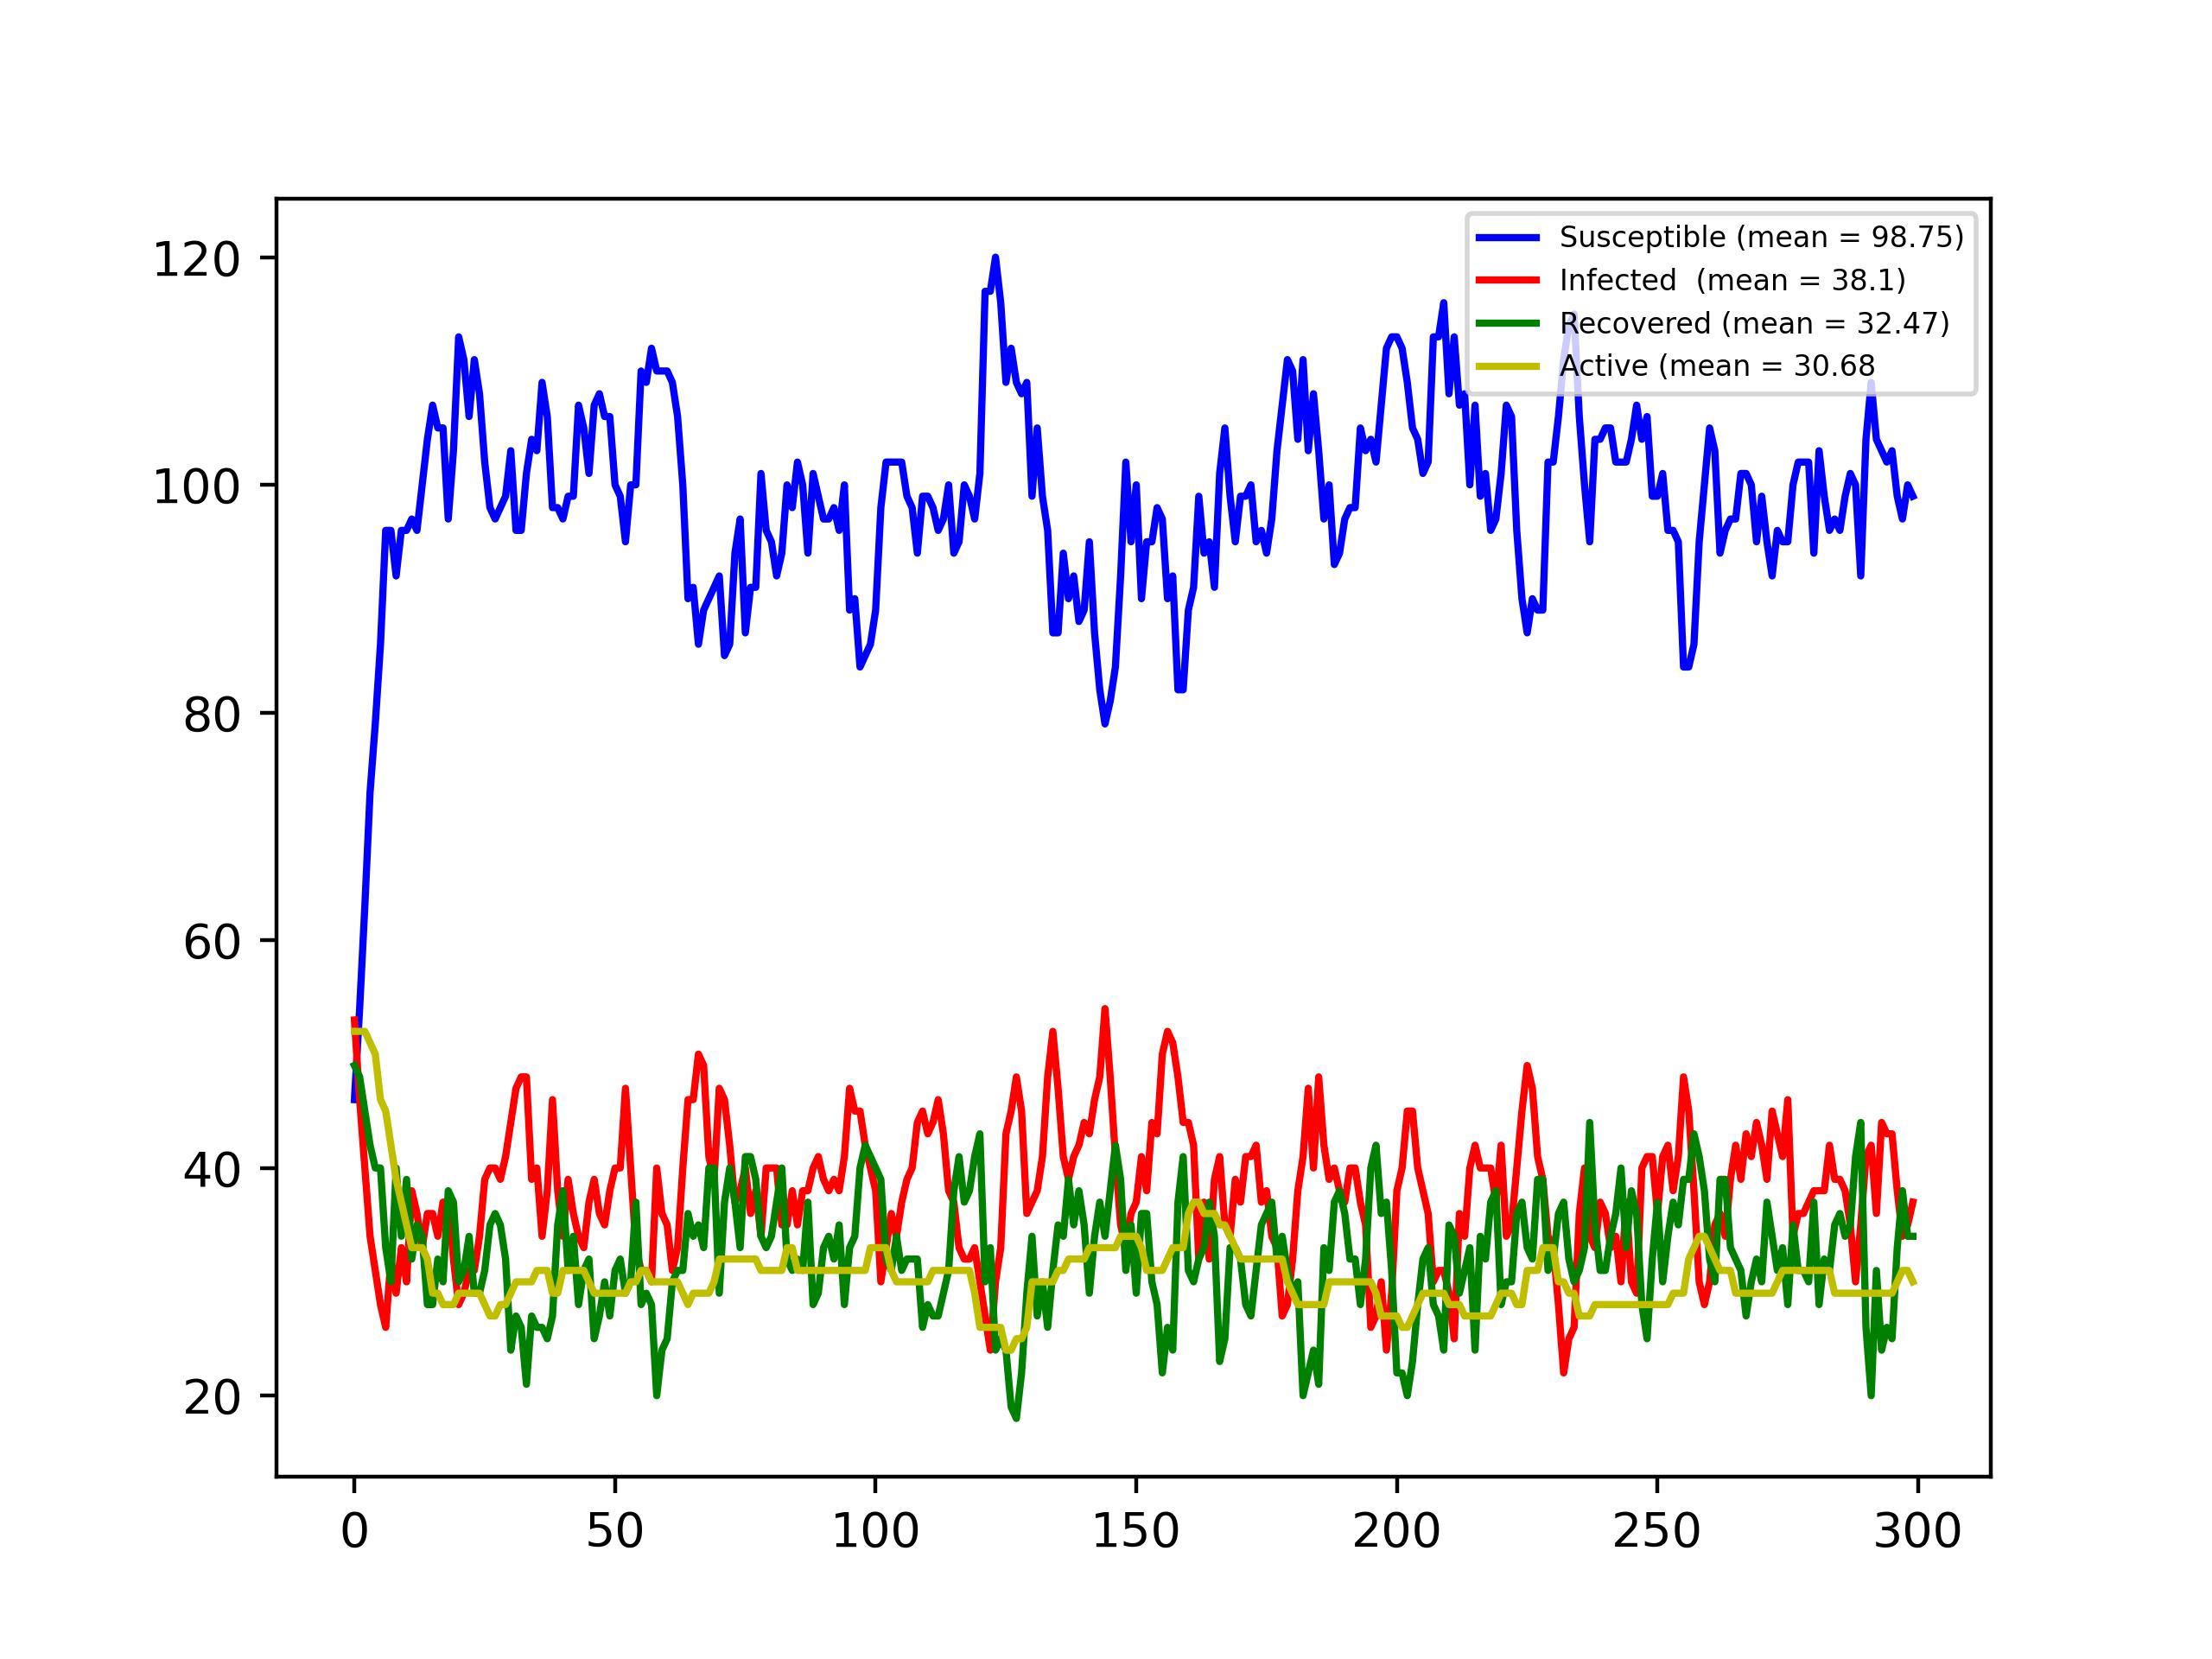 Susceptible (mean = 98.75)
Infected  (mean = 38.1)
Recovered (mean = 32.47)
Active (mean = 30.68
120
100
80
60
40
20
0 50 100 150 200 250 300